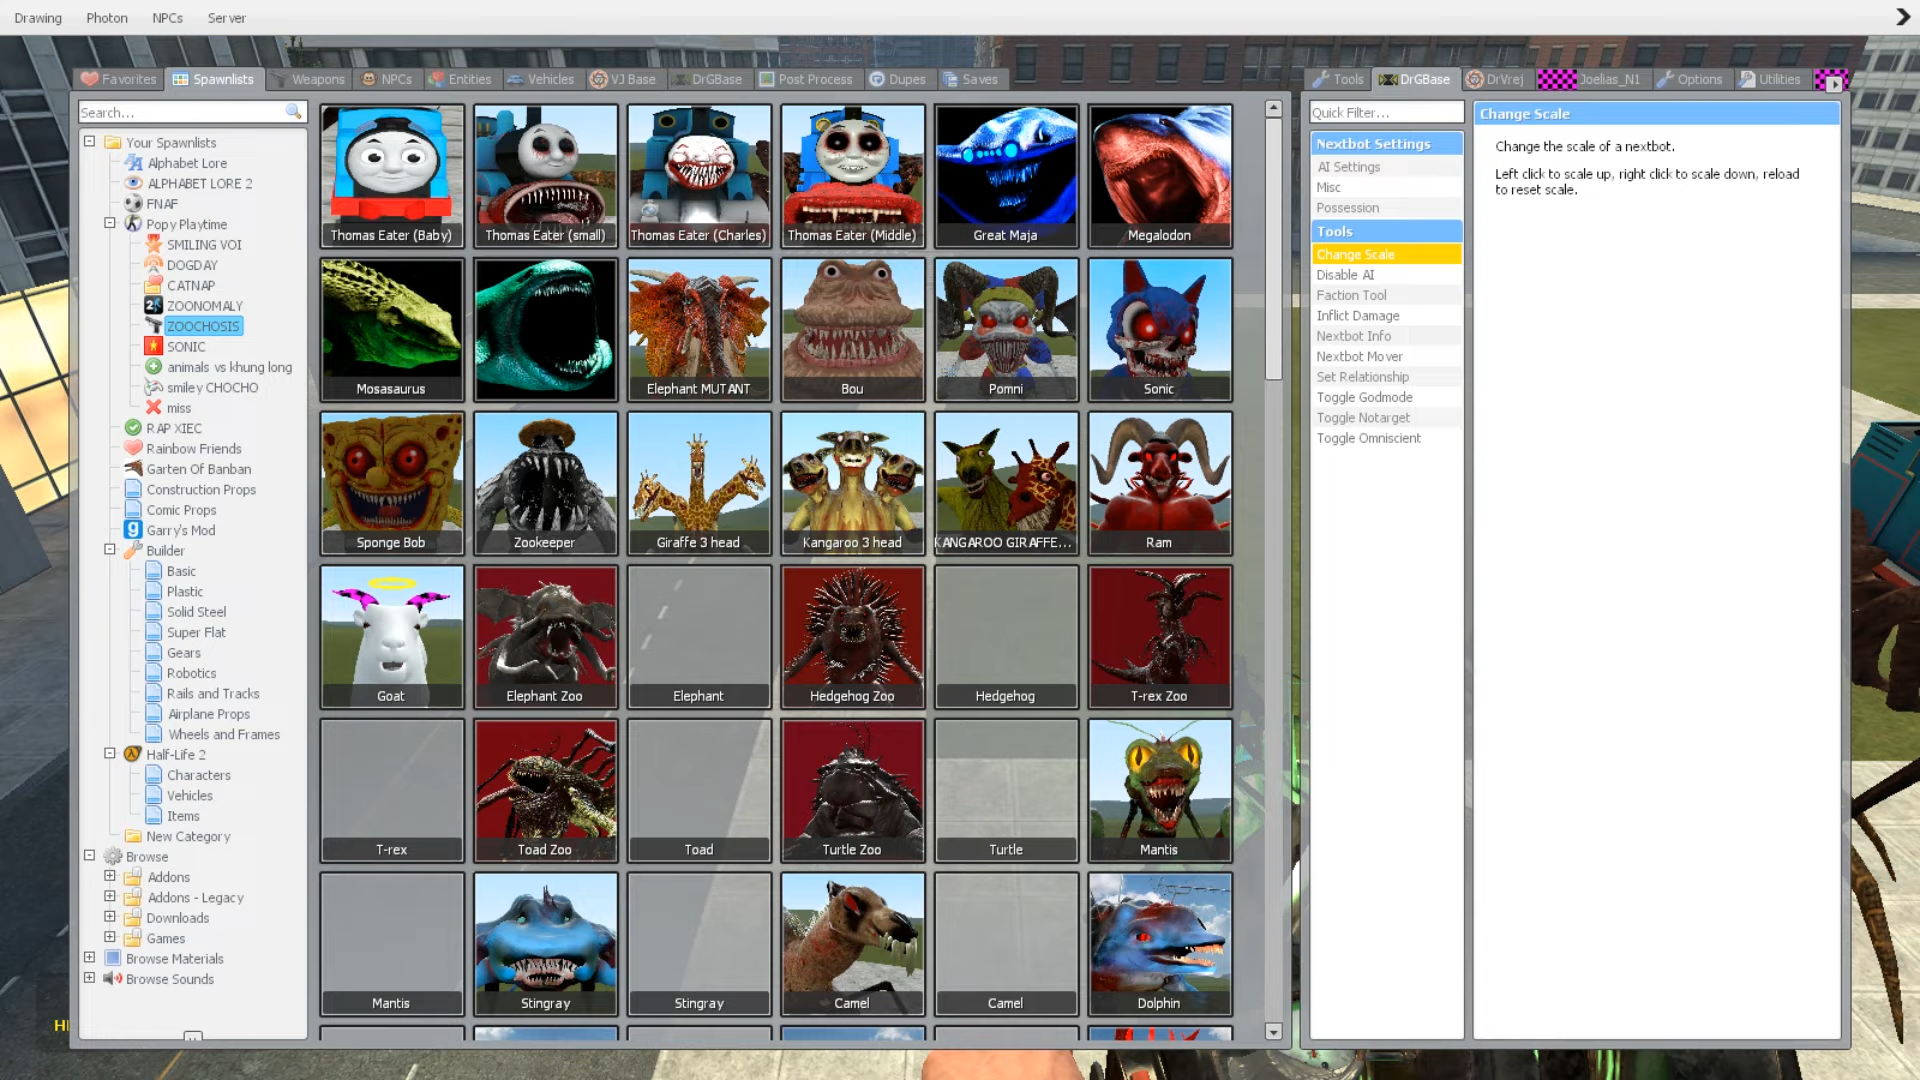 Drawing Photon NPCs Server
Favorites Spawnlists Weapons NPCs Entities Vehicles VJ Base DrGBase Post Process Dupes Saves
Tools DrGBase DrVrej Joelias_N1 Options Utilities
Search...
Your Spawnlists
Alphabet Lore
ALPHABET LORE 2
FNAF
Popy Playtime
SMILING VOI
DOGDAY
CATNAP
ZOONOMALY
ZOOCHOSIS
SONIC
animals vs khung long
smiley CHOCHO
miss
RAP XIEC
Rainbow Friends
Garten Of Banban
Construction Props
Comic Props
Garry's Mod
Builder
Basic
Plastic
Solid Steel
Super Flat
Gears
Robotics
Rails and Tracks
Airplane Props
Wheels and Frames
Half-Life 2
Characters
Vehicles
Items
New Category
Browse
Addons
Addons - Legacy
Downloads
Games
Browse Materials
Browse Sounds
Thomas Eater (Baby) Thomas Eater (small) Thomas Eater (Charles) Thomas Eater (Middle) Great Maja Megalodon
Mosasaurus Elephant MUTANT Bou Pomni Sonic
Sponge Bob Zookeeper Giraffe 3 head Kangaroo 3 head KANGAROO GIRAFFE... Ram
Goat Elephant Zoo Elephant Hedgehog Zoo Hedgehog T-rex Zoo
T-rex Toad Zoo Toad Turtle Zoo Turtle Mantis
Mantis Stingray Stingray Camel Camel Dolphin
Quick Filter...
Nextbot Settings
AI Settings
Misc
Possession
Tools
Change Scale
Disable AI
Faction Tool
Inflict Damage
Nextbot Info
Nextbot Mover
Set Relationship
Toggle Godmode
Toggle Notarget
Toggle Omniscient
Change Scale
Change the scale of a nextbot.
Left click to scale up, right click to scale down, reload
to reset scale.